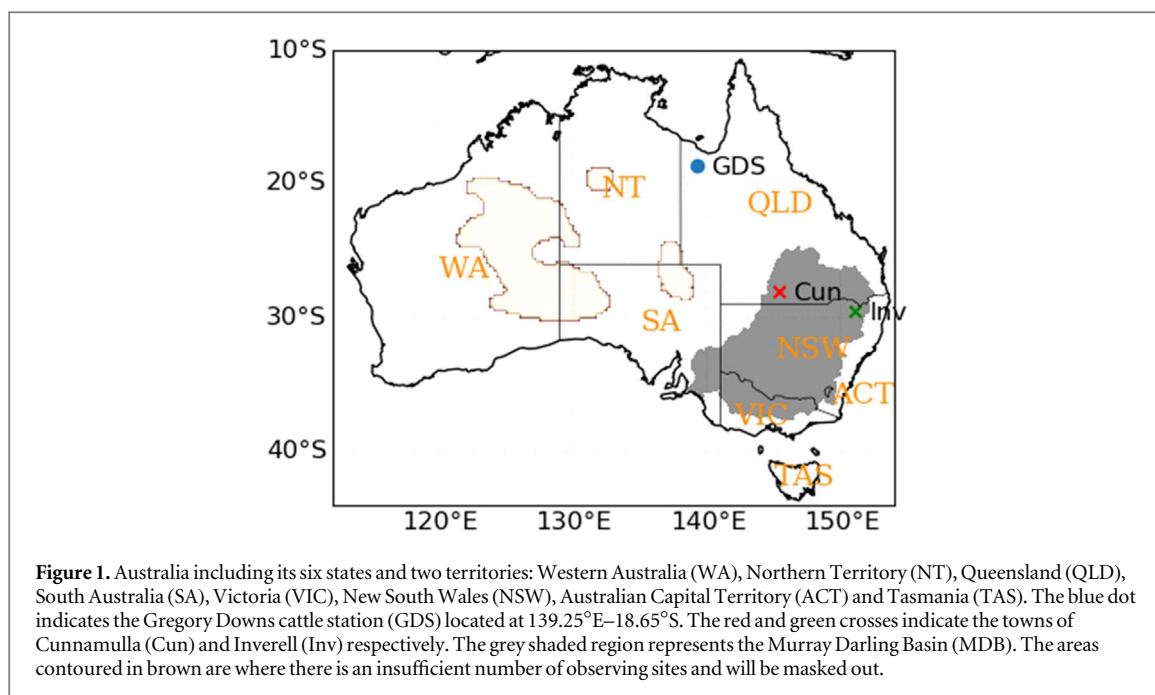 10°S
GDS
20°S
NT
QLD
WA
Cun
30°S
SA
Inv
NSW
ACT
VIC
40°S
TAS
120°E 130°E 140°E 150°E
Figure 1. Australia including its six states and two territories: Western Australia (WA), Northern Territory (NT), Queensland (QLD),
South Australia (SA), Victoria (VIC), New South Wales (NSW), Australian Capital Territory (ACT) and Tasmania (TAS). The blue dot
indicates the Gregory Downs cattle station (GDS) located at 139.25°E–18.65°S. The red and green crosses indicate the towns of
Cunnamulla (Cun) and Inverell (Inv) respectively. The grey shaded region represents the Murray Darling Basin (MDB). The areas
contoured in brown are where there is an insufficient number of observing sites and will be masked out.